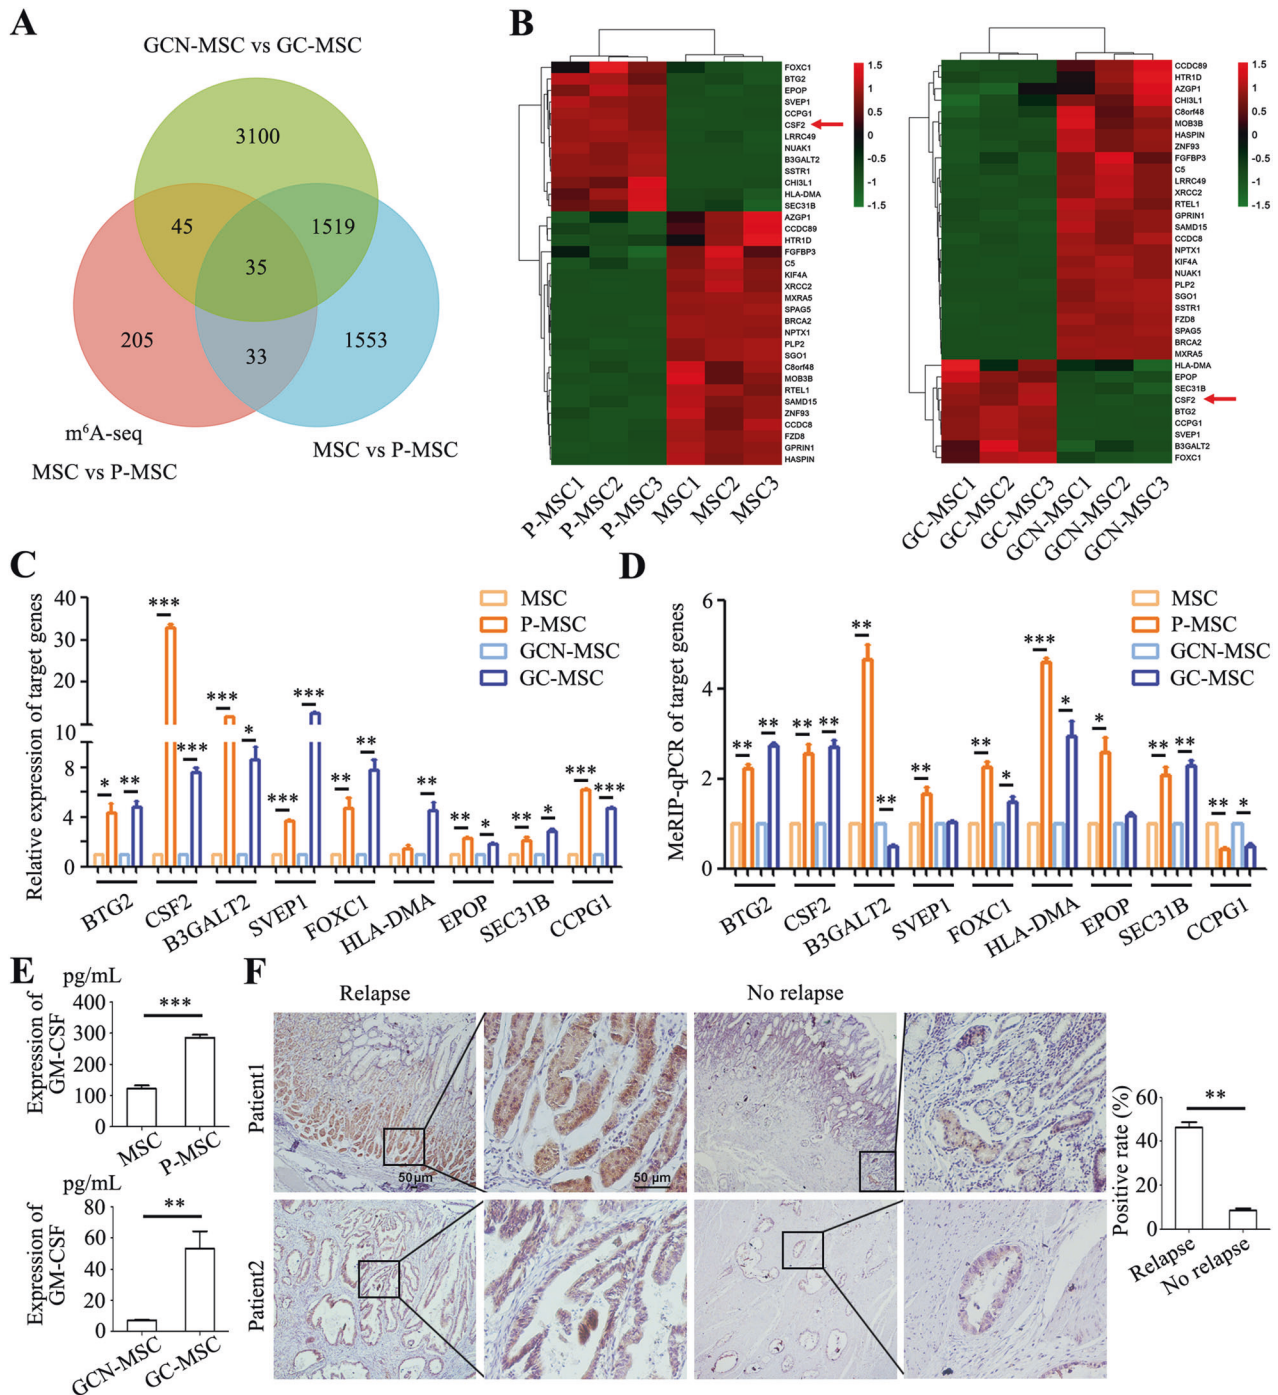 A
GCN-MSC vs GC-MSC
3100
45
1519
35
205
33
1553
m⁶A-seq
MSC vs P-MSC
MSC vs P-MSC
B
FOXC1
BTG2
EPOP
SVEP1
CCPG1
CSF2
LRRC49
NUAK1
B3GALT2
SSTR1
CHI3L1
HLA-DMA
SEC31B
AZGP1
CCDC89
HTR1D
FGFBP3
C5
KIF4A
XRCC2
MXRA5
SPAG5
BRCA2
NPTX1
PLP2
SGO1
C8orf48
MOB3B
RTEL1
SAMD15
ZNF93
CCDC8
FZD8
GPRIN1
HASPIN
1.5
1
0.5
0
-0.5
-1
-1.5
P-MSC1
P-MSC2
P-MSC3
MSC1
MSC2
MSC3
CCDC89
HTR1D
AZGP1
CHI3L1
C8orf48
MOB3B
HASPIN
ZNF93
FGFBP3
C5
LRRC49
XRCC2
RTEL1
GPRIN1
SAMD15
CCDC8
NPTX1
KIF4A
NUAK1
PLP2
SGO1
SSTR1
FZD8
SPAG5
BRCA2
MXRA5
HLA-DMA
EPOP
SEC31B
CSF2
BTG2
CCPG1
SVEP1
B3GALT2
FOXC1
1.5
1
0.5
0
-0.5
-1
-1.5
GC-MSC1
GC-MSC2
GC-MSC3
GCN-MSC1
GCN-MSC2
GCN-MSC3
C
Relative expression of target genes
40
30
20
10
8
4
0
* ** *** *** *** * *** *** ** ** ** ** * ** * *** ***
MSC
P-MSC
GCN-MSC
GC-MSC
BTG2
CSF2
B3GALT2
SVEP1
FOXC1
HLA-DMA
EPOP
SEC31B
CCPG1
D
MeRIP-qPCR of target genes
6
4
2
0
** ** ** ** ** ** ** ** * *** * * ** ** ** *
MSC
P-MSC
GCN-MSC
GC-MSC
BTG2
CSF2
B3GALT2
SVEP1
FOXC1
HLA-DMA
EPOP
SEC31B
CCPG1
E
pg/mL
Expression of
GM-CSF
400
300
200
100
0
***
MSC
P-MSC
pg/mL
Expression of
GM-CSF
80
60
40
20
0
**
GCN-MSC
GC-MSC
F
Relapse
No relapse
Patient1
50 μm
50 μm
Patient2
Positive rate (%)
60
40
20
0
**
Relapse
No relapse